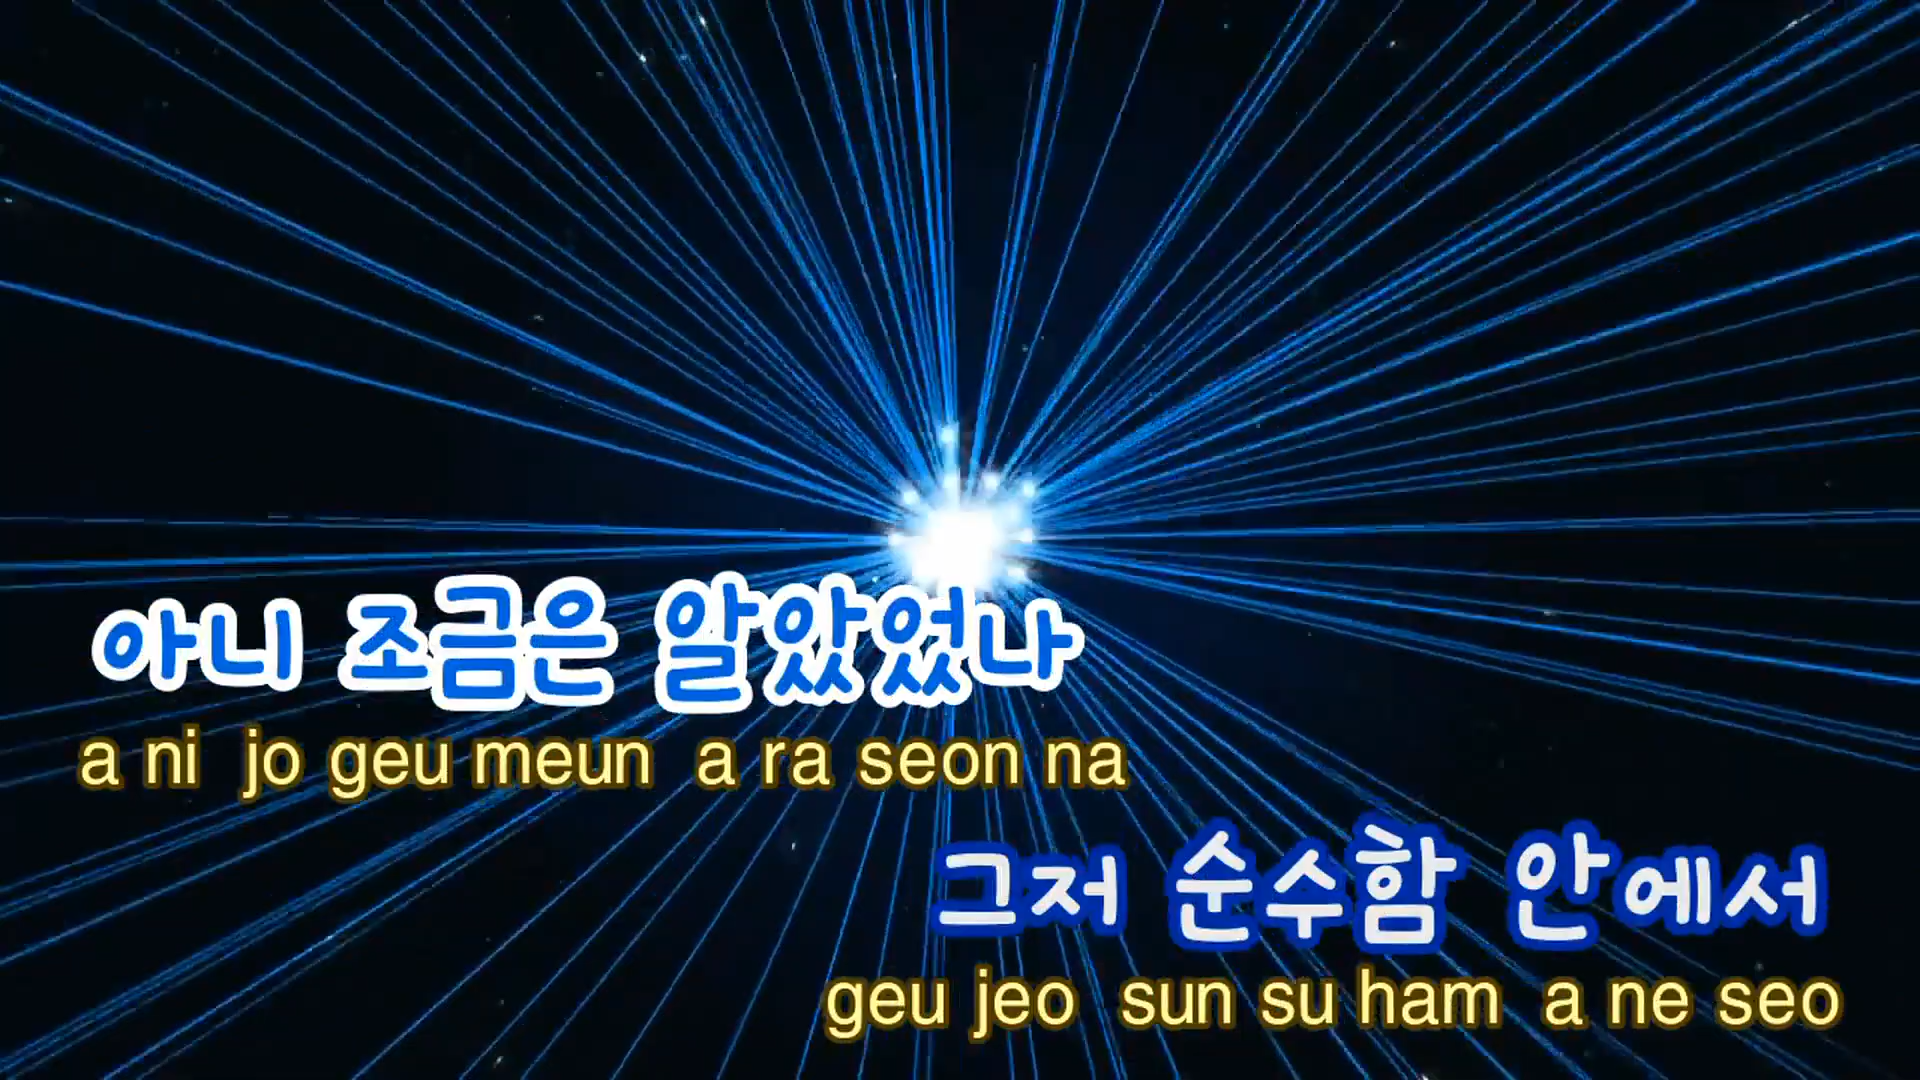 아니 조금은 알았었나
a ni jo geu meun a ra seon na
그저 순수함 안에서
geu jeo sun su ham a ne seo